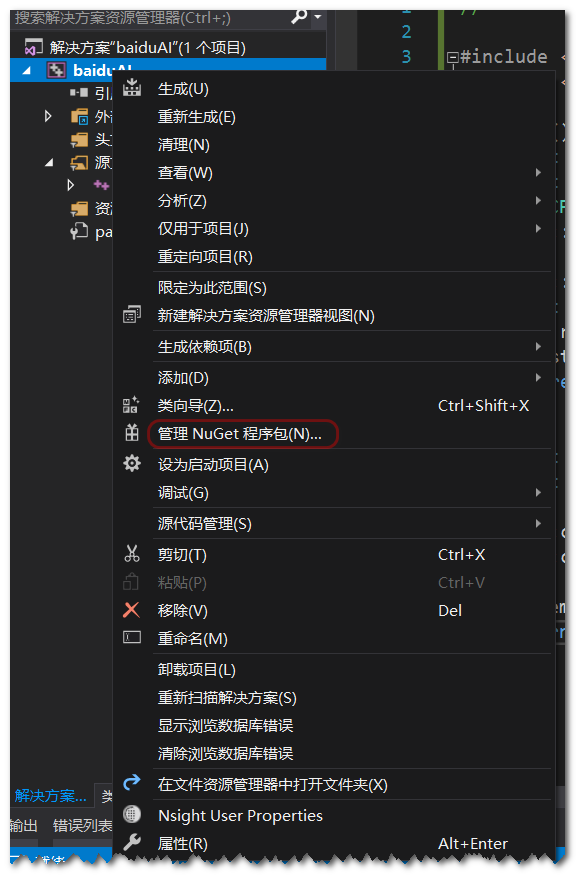 搜索解决方案资源管理器(Ctrl+;)
解决方案"baiduAI"(1 个项目)
baiduAI
引
外
头
源
资
pa
1
2
3
//
#include <
<
生成(U)
重新生成(E)
清理(N)
查看(W)
分析(Z)
仅用于项目(J)
重定向项目(R)
限定为此范围(S)
新建解决方案资源管理器视图(N)
生成依赖项(B)
添加(D)
类向导(Z)... Ctrl+Shift+X
管理 NuGet 程序包(N)...
设为启动项目(A)
调试(G)
源代码管理(S)
剪切(T) Ctrl+X
粘贴(P) Ctrl+V
移除(V) Del
重命名(M)
卸载项目(L)
重新扫描解决方案(S)
显示浏览数据库错误
清除浏览数据库错误
在文件资源管理器中打开文件夹(X)
Nsight User Properties
属性(R) Alt+Enter
解决方案... 类
输出 错误列表